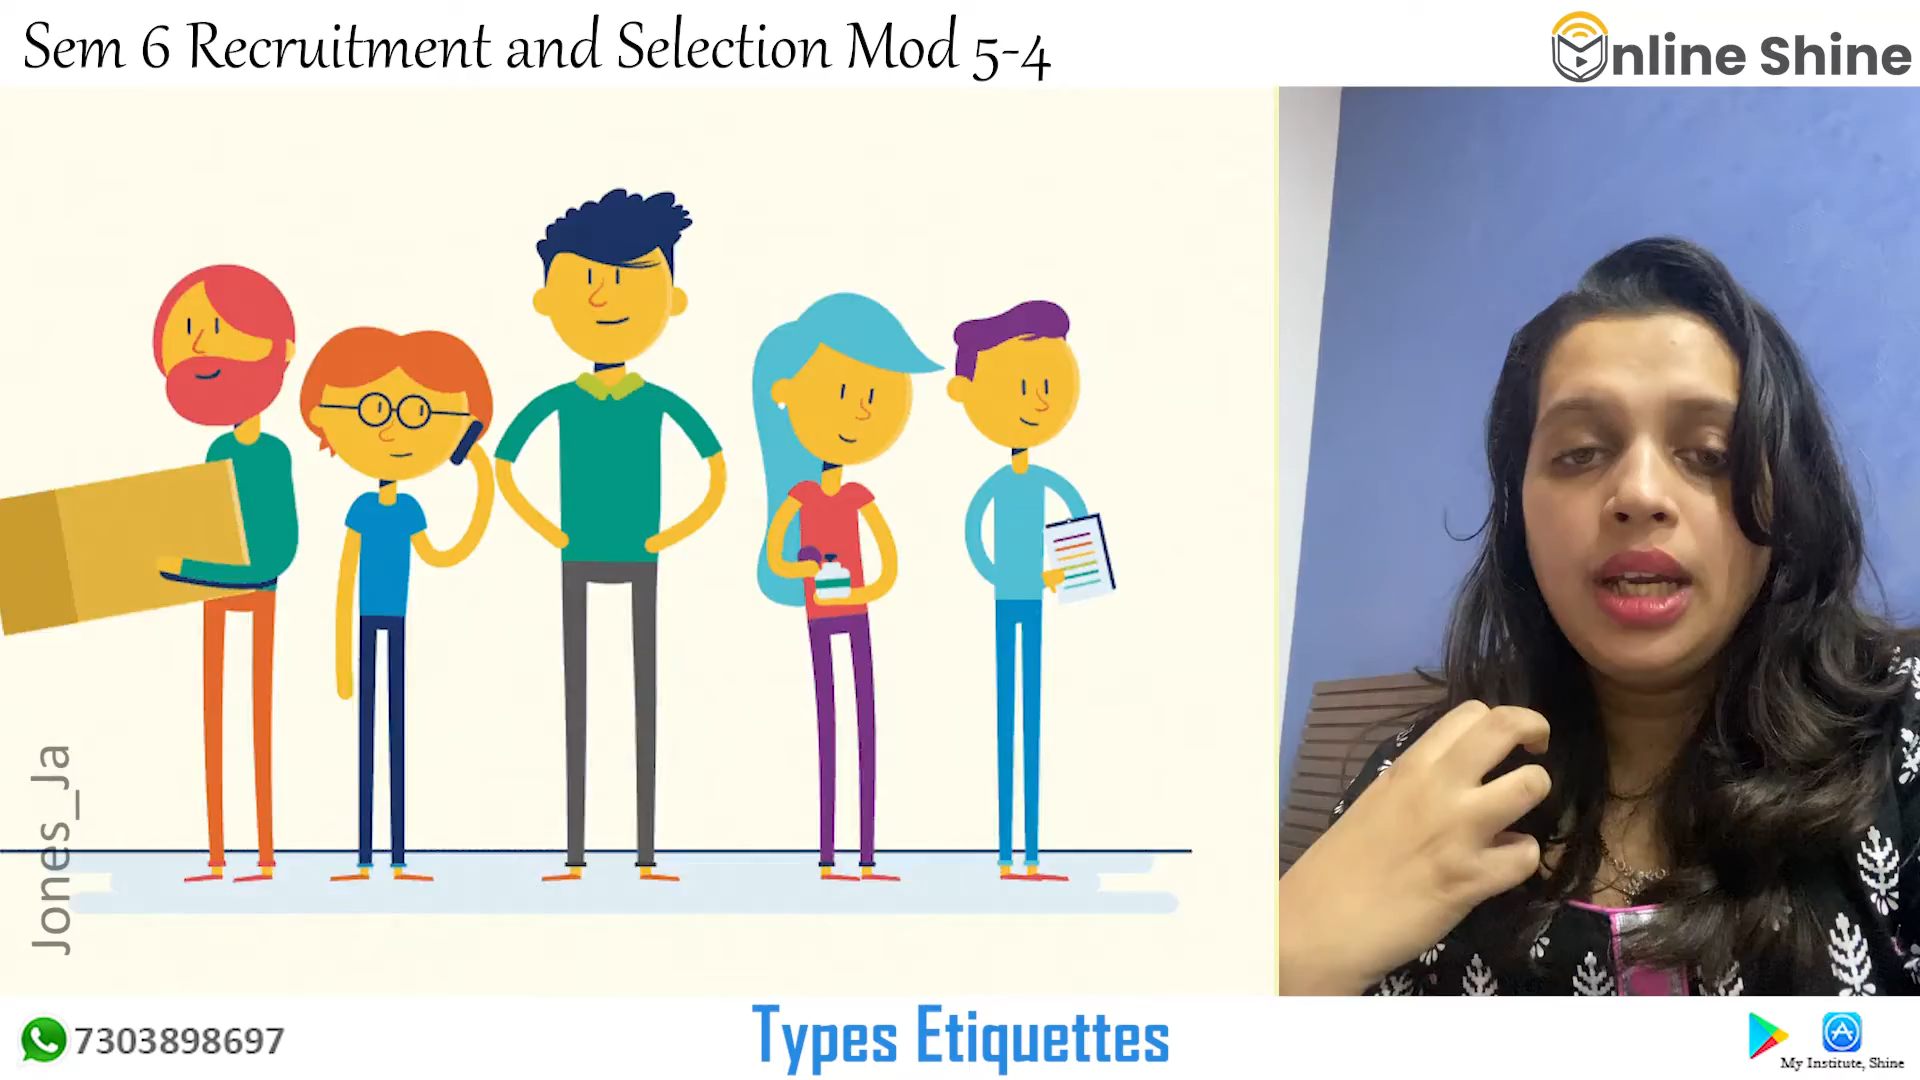 Sem 6 Recruitment and Selection Mod 5-4
Online Shine
Jones_Ja
7303898697
Types Etiquettes
My Institute, Shine